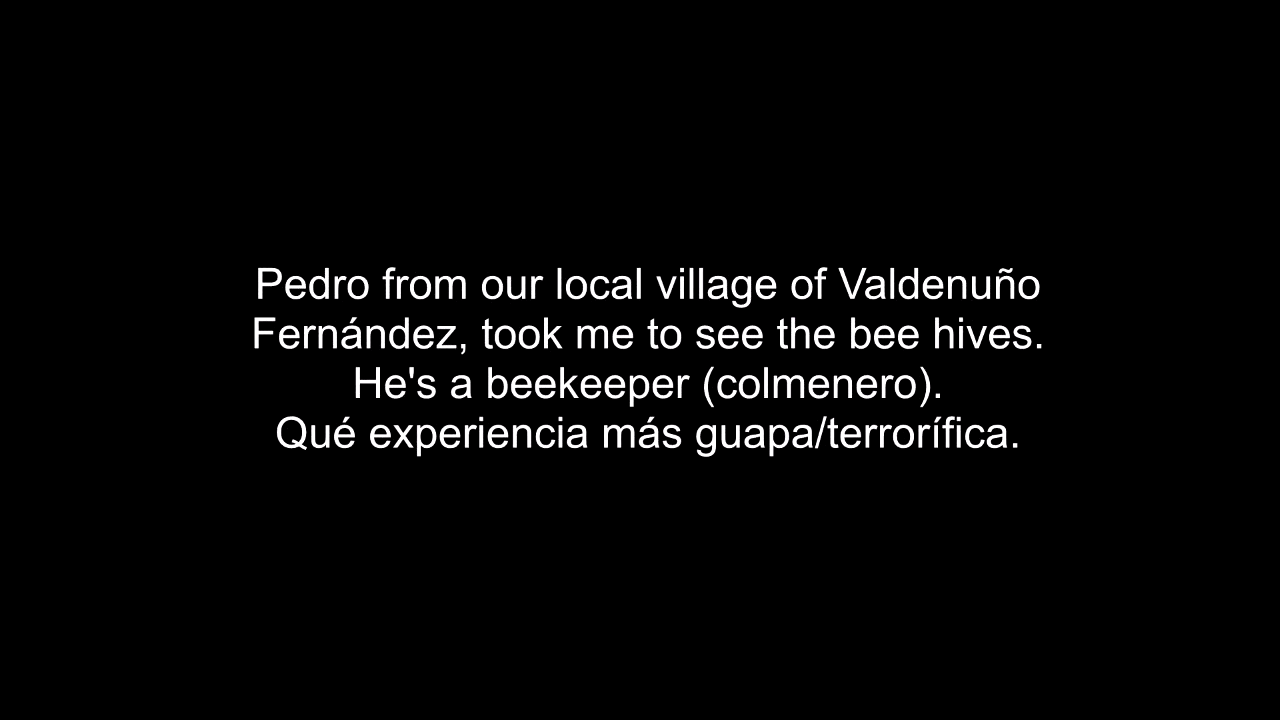 Pedro from our local village of Valdenuño
Fernández, took me to see the bee hives.
He's a beekeeper (colmenero).
Qué experiencia más guapa/terrorífica.